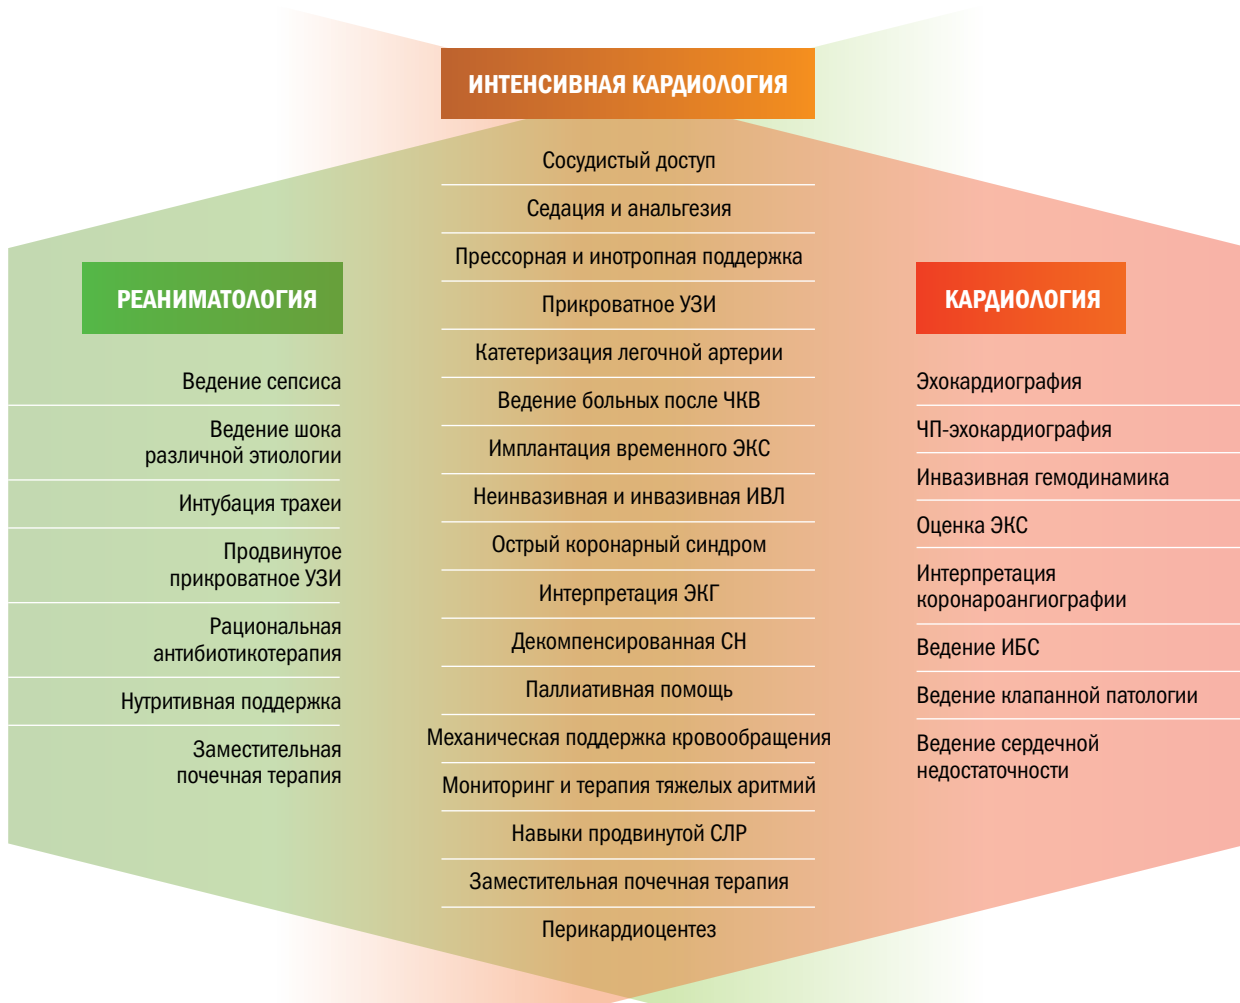 ИНТЕНСИВНАЯ КАРДИОЛОГИЯ
Сосудистый доступ
Седация и анальгезия
Прессорная и инотропная поддержка
Прикроватное УЗИ
Катетеризация легочной артерии
Ведение больных после ЧКВ
Имплантация временного ЭКС
Неинвазивная и инвазивная ИВЛ
Острый коронарный синдром
Интерпретация ЭКГ
Декомпенсированная СН
Паллиативная помощь
Механическая поддержка кровообращения
Мониторинг и терапия тяжелых аритмий
Навыки продвинутой СЛР
Заместительная почечная терапия
Перикардиоцентез
РЕАНИМАТОЛОГИЯ
Ведение сепсиса
Ведение шока
различной этиологии
Интубация трахеи
Продвинутое
прикроватное УЗИ
Рациональная
антибиотикотерапия
Нутритивная поддержка
Заместительная
почечная терапия
КАРДИОЛОГИЯ
Эхокардиография
ЧП-эхокардиография
Инвазивная гемодинамика
Оценка ЭКС
Интерпретация
коронароангиографии
Ведение ИБС
Ведение клапанной патологии
Ведение сердечной
недостаточности